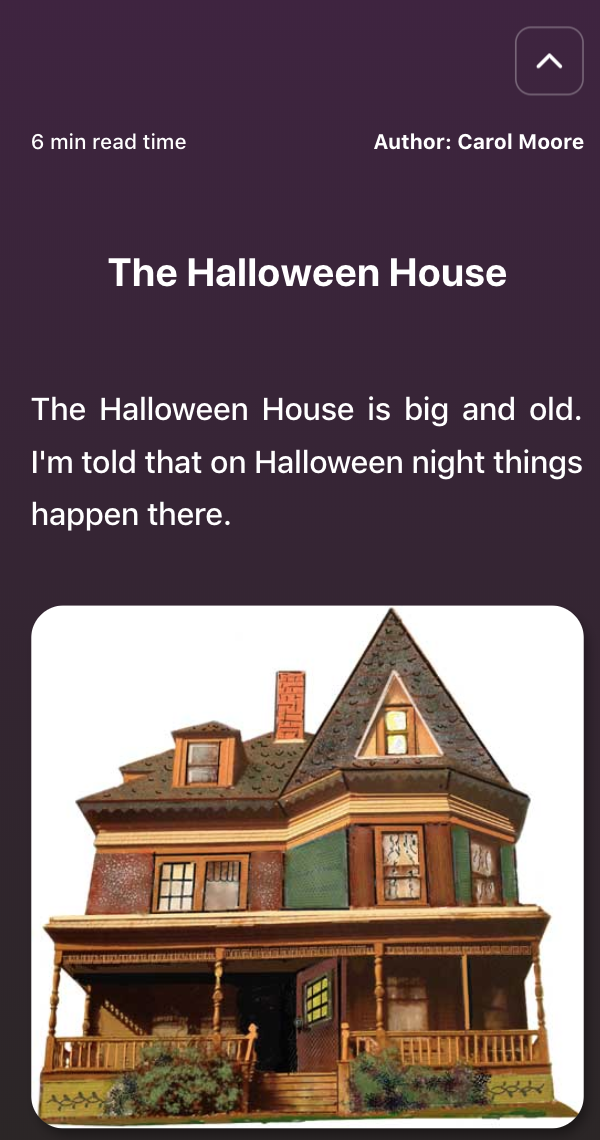 6 min read time
Author: Carol Moore
The Halloween House
The Halloween House is big and old.
I'm told that on Halloween night things
happen there.